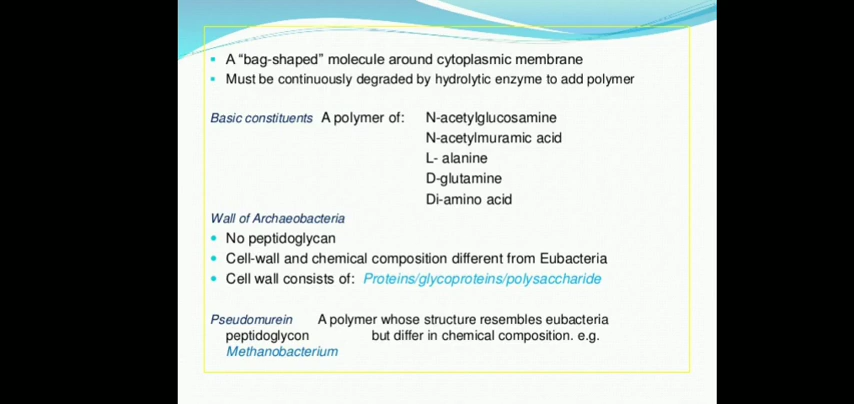 A “bag-shaped” molecule around cytoplasmic membrane
Must be continuously degraded by hydrolytic enzyme to add polymer
Basic constituents A polymer of: N-acetylglucosamine
N-acetylmuramic acid
L- alanine
D-glutamine
Di-amino acid
Wall of Archaeobacteria
No peptidoglycan
Cell-wall and chemical composition different from Eubacteria
Cell wall consists of: Proteins/glycoproteins/polysaccharide
Pseudomurein A polymer whose structure resembles eubacteria
peptidoglycon but differ in chemical composition. e.g.
Methanobacterium